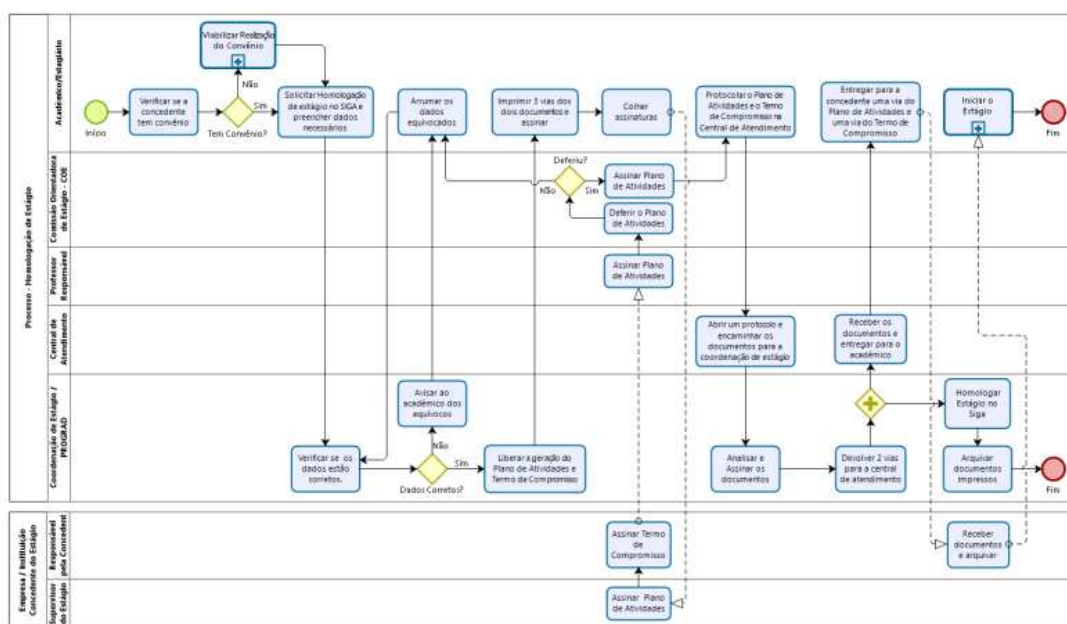 Processo - Homologação de Estágio
Acadêmico/Estagiário
Início
Verificar se a
concedente
tem convênio
Viabilizar Realização
do Convênio
Não
Sim
Tem Convênio?
Solicitar Homologação
de estágio no SIGA e
preencher dados
necessários
Arrumar os
dados
equivocados
Imprimir 3 vias dos
dois documentos e
assinar
Colher
assinaturas
Protocolar o Plano de
Atividades e o Termo
de Compromisso na
Central de Atendimento
Entregar para a
concedente uma via do
Plano de Atividades e
uma via do Termo de
Compromisso
Iniciar o
Estágio
Fim
Comissão Orientadora
de Estágio - COE
Deferiu?
Não
Sim
Assinar Plano de
Atividades
Deferir o Plano
de Atividades
Professor
Responsável
Assinar Plano
de Atividades
Central de
Atendimento
Abrir um protocolo e
encaminhar os
documentos para a
coordenação de estágio
Receber os
documentos e
entregar para o
acadêmico
Coordenação de Estágio /
PROGRAD
Verificar se os
dados estão
corretos.
Avisar ao
acadêmico dos
equívocos
Não
Sim
Dados Corretos?
Liberar a geração do
Plano de Atividades e
Termo de Compromisso
Analisar e
Assinar os
documentos
Devolver 2 vias
para a central
de atendimento
Homologar
Estágio no
Siga
Arquivar
documentos
impressos
Fim
Empresa / Instituição
Concedente do Estágio
Responsável
pela Concedent
Assinar Termo
de
Compromisso
Receber
documentos
e arquivar
Supervisor
do Estágio
Assinar Plano
de Atividades